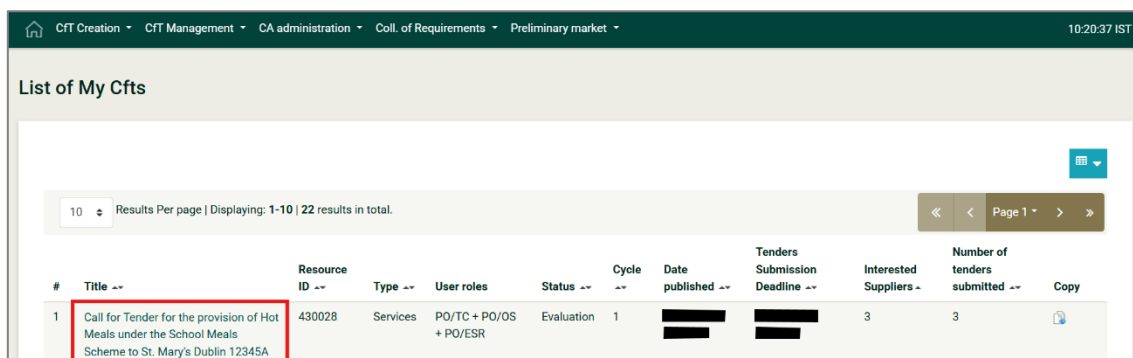 CfT Creation CfT Management CA administration Coll. of Requirements Preliminary market 10:20:37 IST
List of My Cfts
10 Results Per page | Displaying: 1-10 | 22 results in total.
« < Page 1 > »
# Title Resource ID Type User roles Status Cycle Date published Tenders Submission Deadline Interested Suppliers Number of tenders submitted Copy
1 Call for Tender for the provision of Hot 430028 Services PO/TC + PO/OS Evaluation 1 3 3
Meals under the School Meals + PO/ESR
Scheme to St. Mary's Dublin 12345A